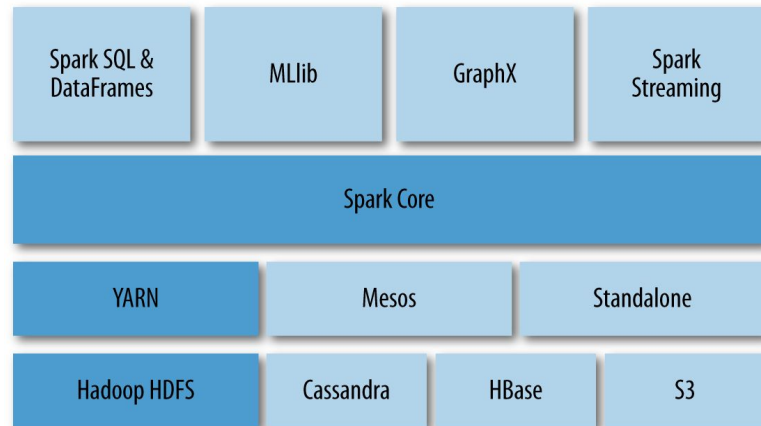 Spark SQL &
DataFrames
MLlib
GraphX
Spark
Streaming
Spark Core
YARN
Mesos
Standalone
Hadoop HDFS
Cassandra
HBase
S3